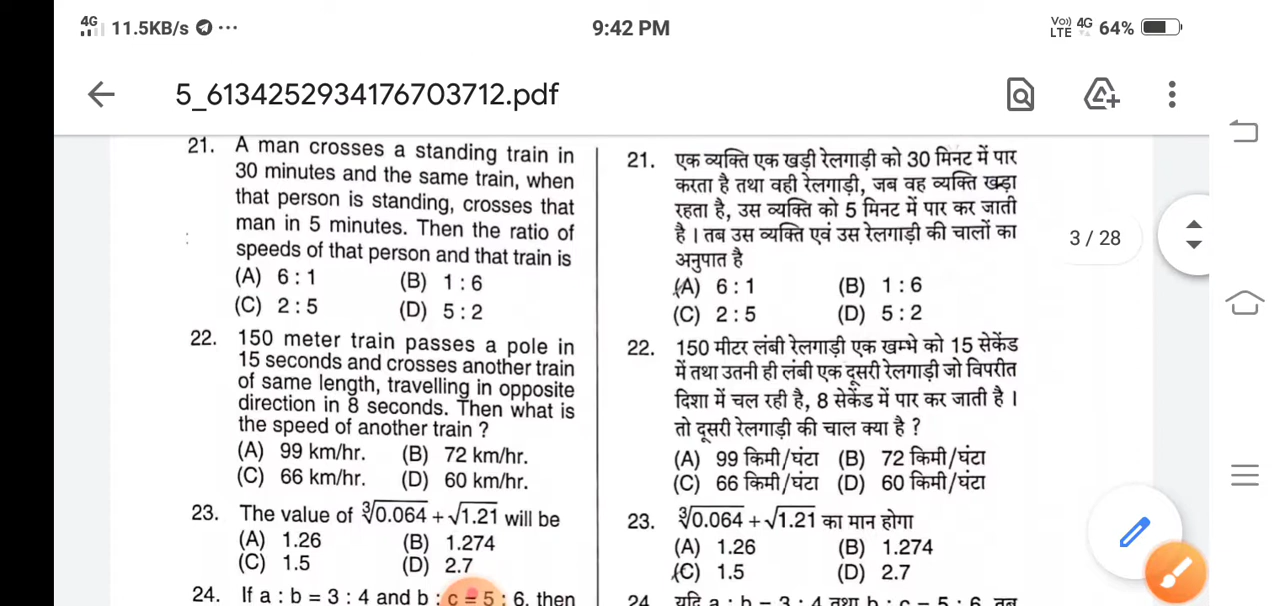 4G 11.5KB/s ... 9:42 PM Vo)) LTE 4G 64%
5_6134252934176703712.pdf
21. A man crosses a standing train in
30 minutes and the same train, when
that person is standing, crosses that
man in 5 minutes. Then the ratio of
speeds of that person and that train is
(A) 6 : 1 (B) 1 : 6
(C) 2 : 5 (D) 5 : 2
22. 150 meter train passes a pole in
15 seconds and crosses another train
of same length, travelling in opposite
direction in 8 seconds. Then what is
the speed of another train ?
(A) 99 km/hr. (B) 72 km/hr.
(C) 66 km/hr. (D) 60 km/hr.
23. The value of ∛0.064 + √1.21 will be
(A) 1.26 (B) 1.274
(C) 1.5 (D) 2.7
24. If a : b = 3 : 4 and b : c = 5 : 6, then
21. एक व्यक्ति एक खड़ी रेलगाड़ी को 30 मिनट में पार
करता है तथा वही रेलगाड़ी, जब वह व्यक्ति खड़ा
रहता है, उस व्यक्ति को 5 मिनट में पार कर जाती
है । तब उस व्यक्ति एवं उस रेलगाड़ी की चालों का
अनुपात है
(A) 6 : 1 (B) 1 : 6
(C) 2 : 5 (D) 5 : 2
22. 150 मीटर लंबी रेलगाड़ी एक खम्भे को 15 सेकेंड
में तथा उतनी ही लंबी एक दूसरी रेलगाड़ी जो विपरीत
दिशा में चल रही है, 8 सेकेंड में पार कर जाती है ।
तो दूसरी रेलगाड़ी की चाल क्या है ?
(A) 99 किमी/घंटा (B) 72 किमी/घंटा
(C) 66 किमी/घंटा (D) 60 किमी/घंटा
23. ∛0.064 + √1.21 का मान होगा
(A) 1.26 (B) 1.274
(C) 1.5 (D) 2.7
24. यदि a : b = 3 : 4 तथा b : c = 5 : 6, तब
3 / 28